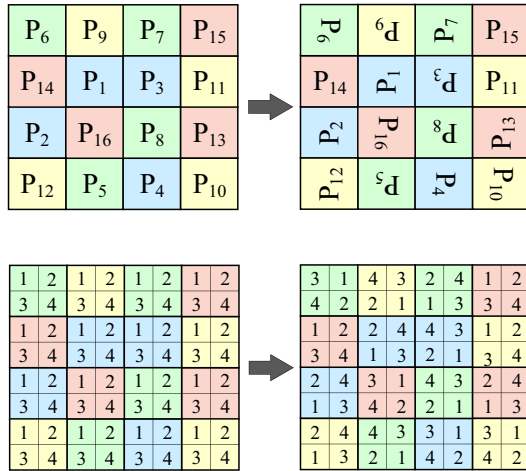 P₆ P₉ P₇ P₁₅
P₁₄ P₁ P₃ P₁₁
P₂ P₁₆ P₈ P₁₃
P₁₂ P₅ P₄ P₁₀
P₆ P₉ P₇ P₁₅
P₁₄ P₁ P₃ P₁₁
P₂ P₁₆ P₈ P₁₃
P₁₂ P₅ P₄ P₁₀
1 2 1 2 1 2 1 2
3 4 3 4 3 4 3 4
1 2 1 2 1 2 1 2
3 4 3 4 3 4 3 4
1 2 1 2 1 2 1 2
3 4 3 4 3 4 3 4
1 2 1 2 1 2 1 2
3 4 3 4 3 4 3 4
3 1 4 3 2 4 1 2
4 2 2 1 1 3 3 4
1 2 2 4 4 3 1 2
3 4 1 3 2 1 3 4
2 4 3 1 4 3 2 4
1 3 4 2 2 1 1 3
2 4 4 3 3 1 3 1
1 3 2 1 4 2 4 2